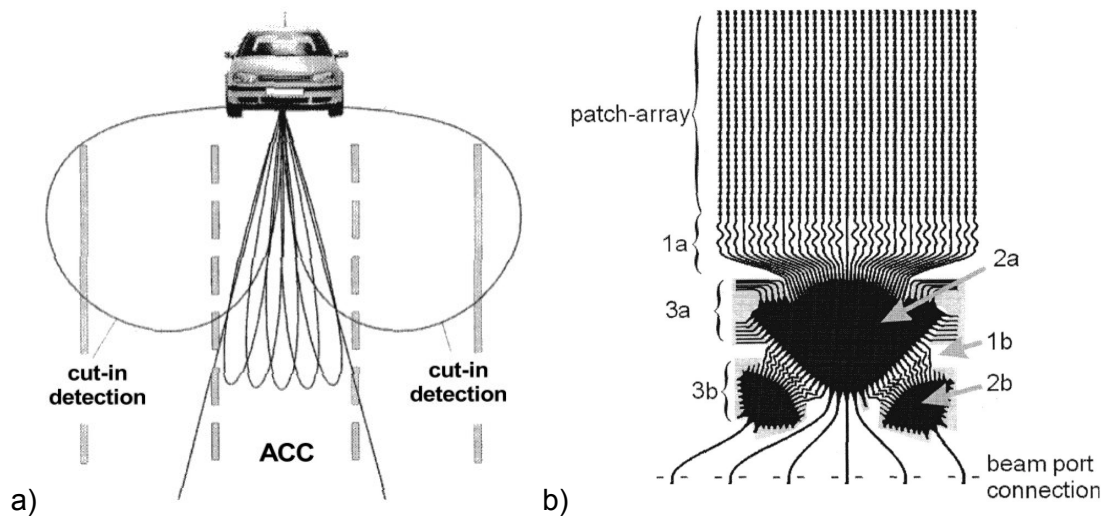 cut-in
detection
cut-in
detection
ACC
a)
patch-array
1a
2a
3a
1b
3b
2b
beam port
connection
b)